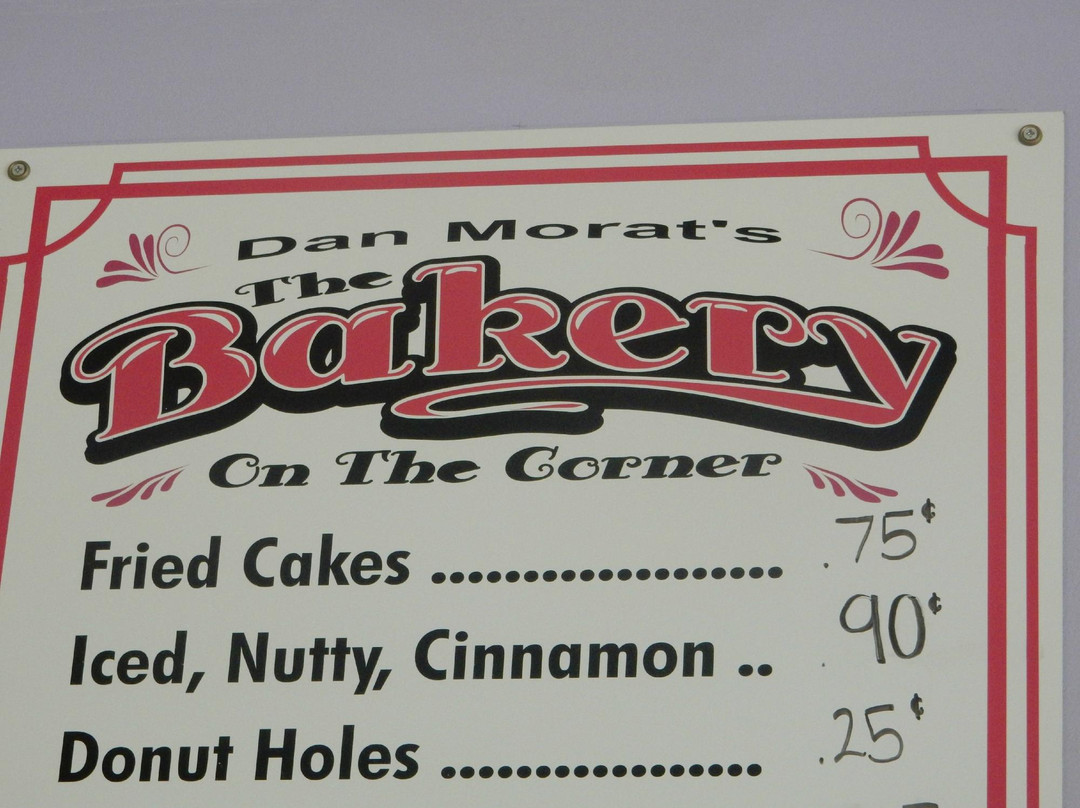 Dan Morat's
The
Bakery
On The Corner
Fried Cakes ................... .75¢
Iced, Nutty, Cinnamon .. .90¢
Donut Holes ................. .25¢